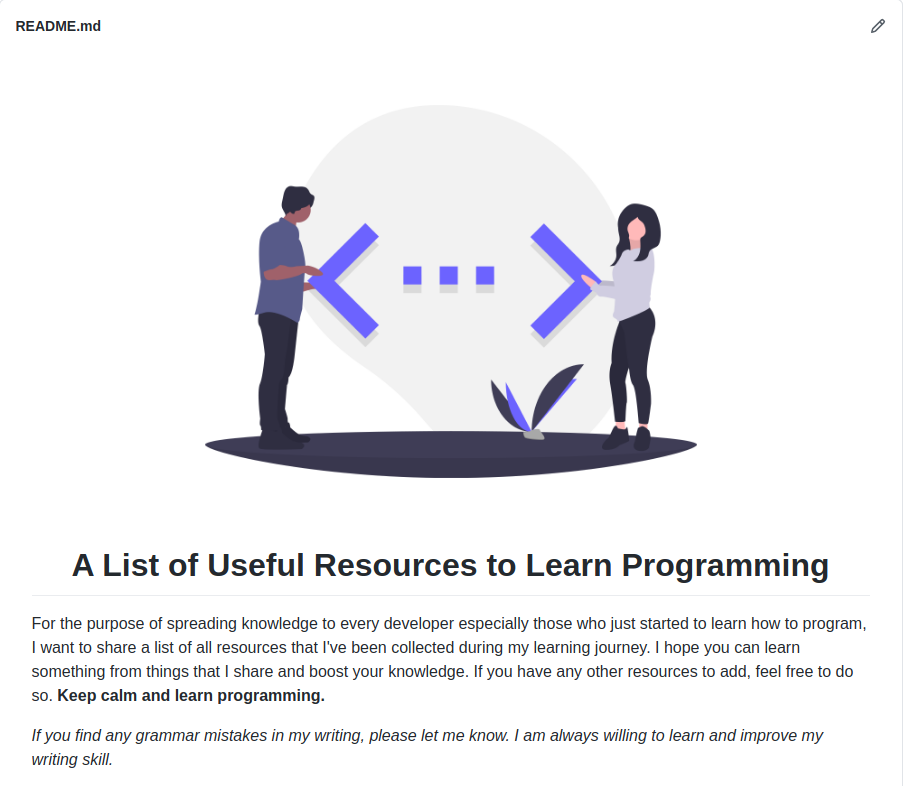 README.md
A List of Useful Resources to Learn Programming
For the purpose of spreading knowledge to every developer especially those who just started to learn how to program,
I want to share a list of all resources that I've been collected during my learning journey. I hope you can learn
something from things that I share and boost your knowledge. If you have any other resources to add, feel free to do
so. Keep calm and learn programming.
If you find any grammar mistakes in my writing, please let me know. I am always willing to learn and improve my
writing skill.